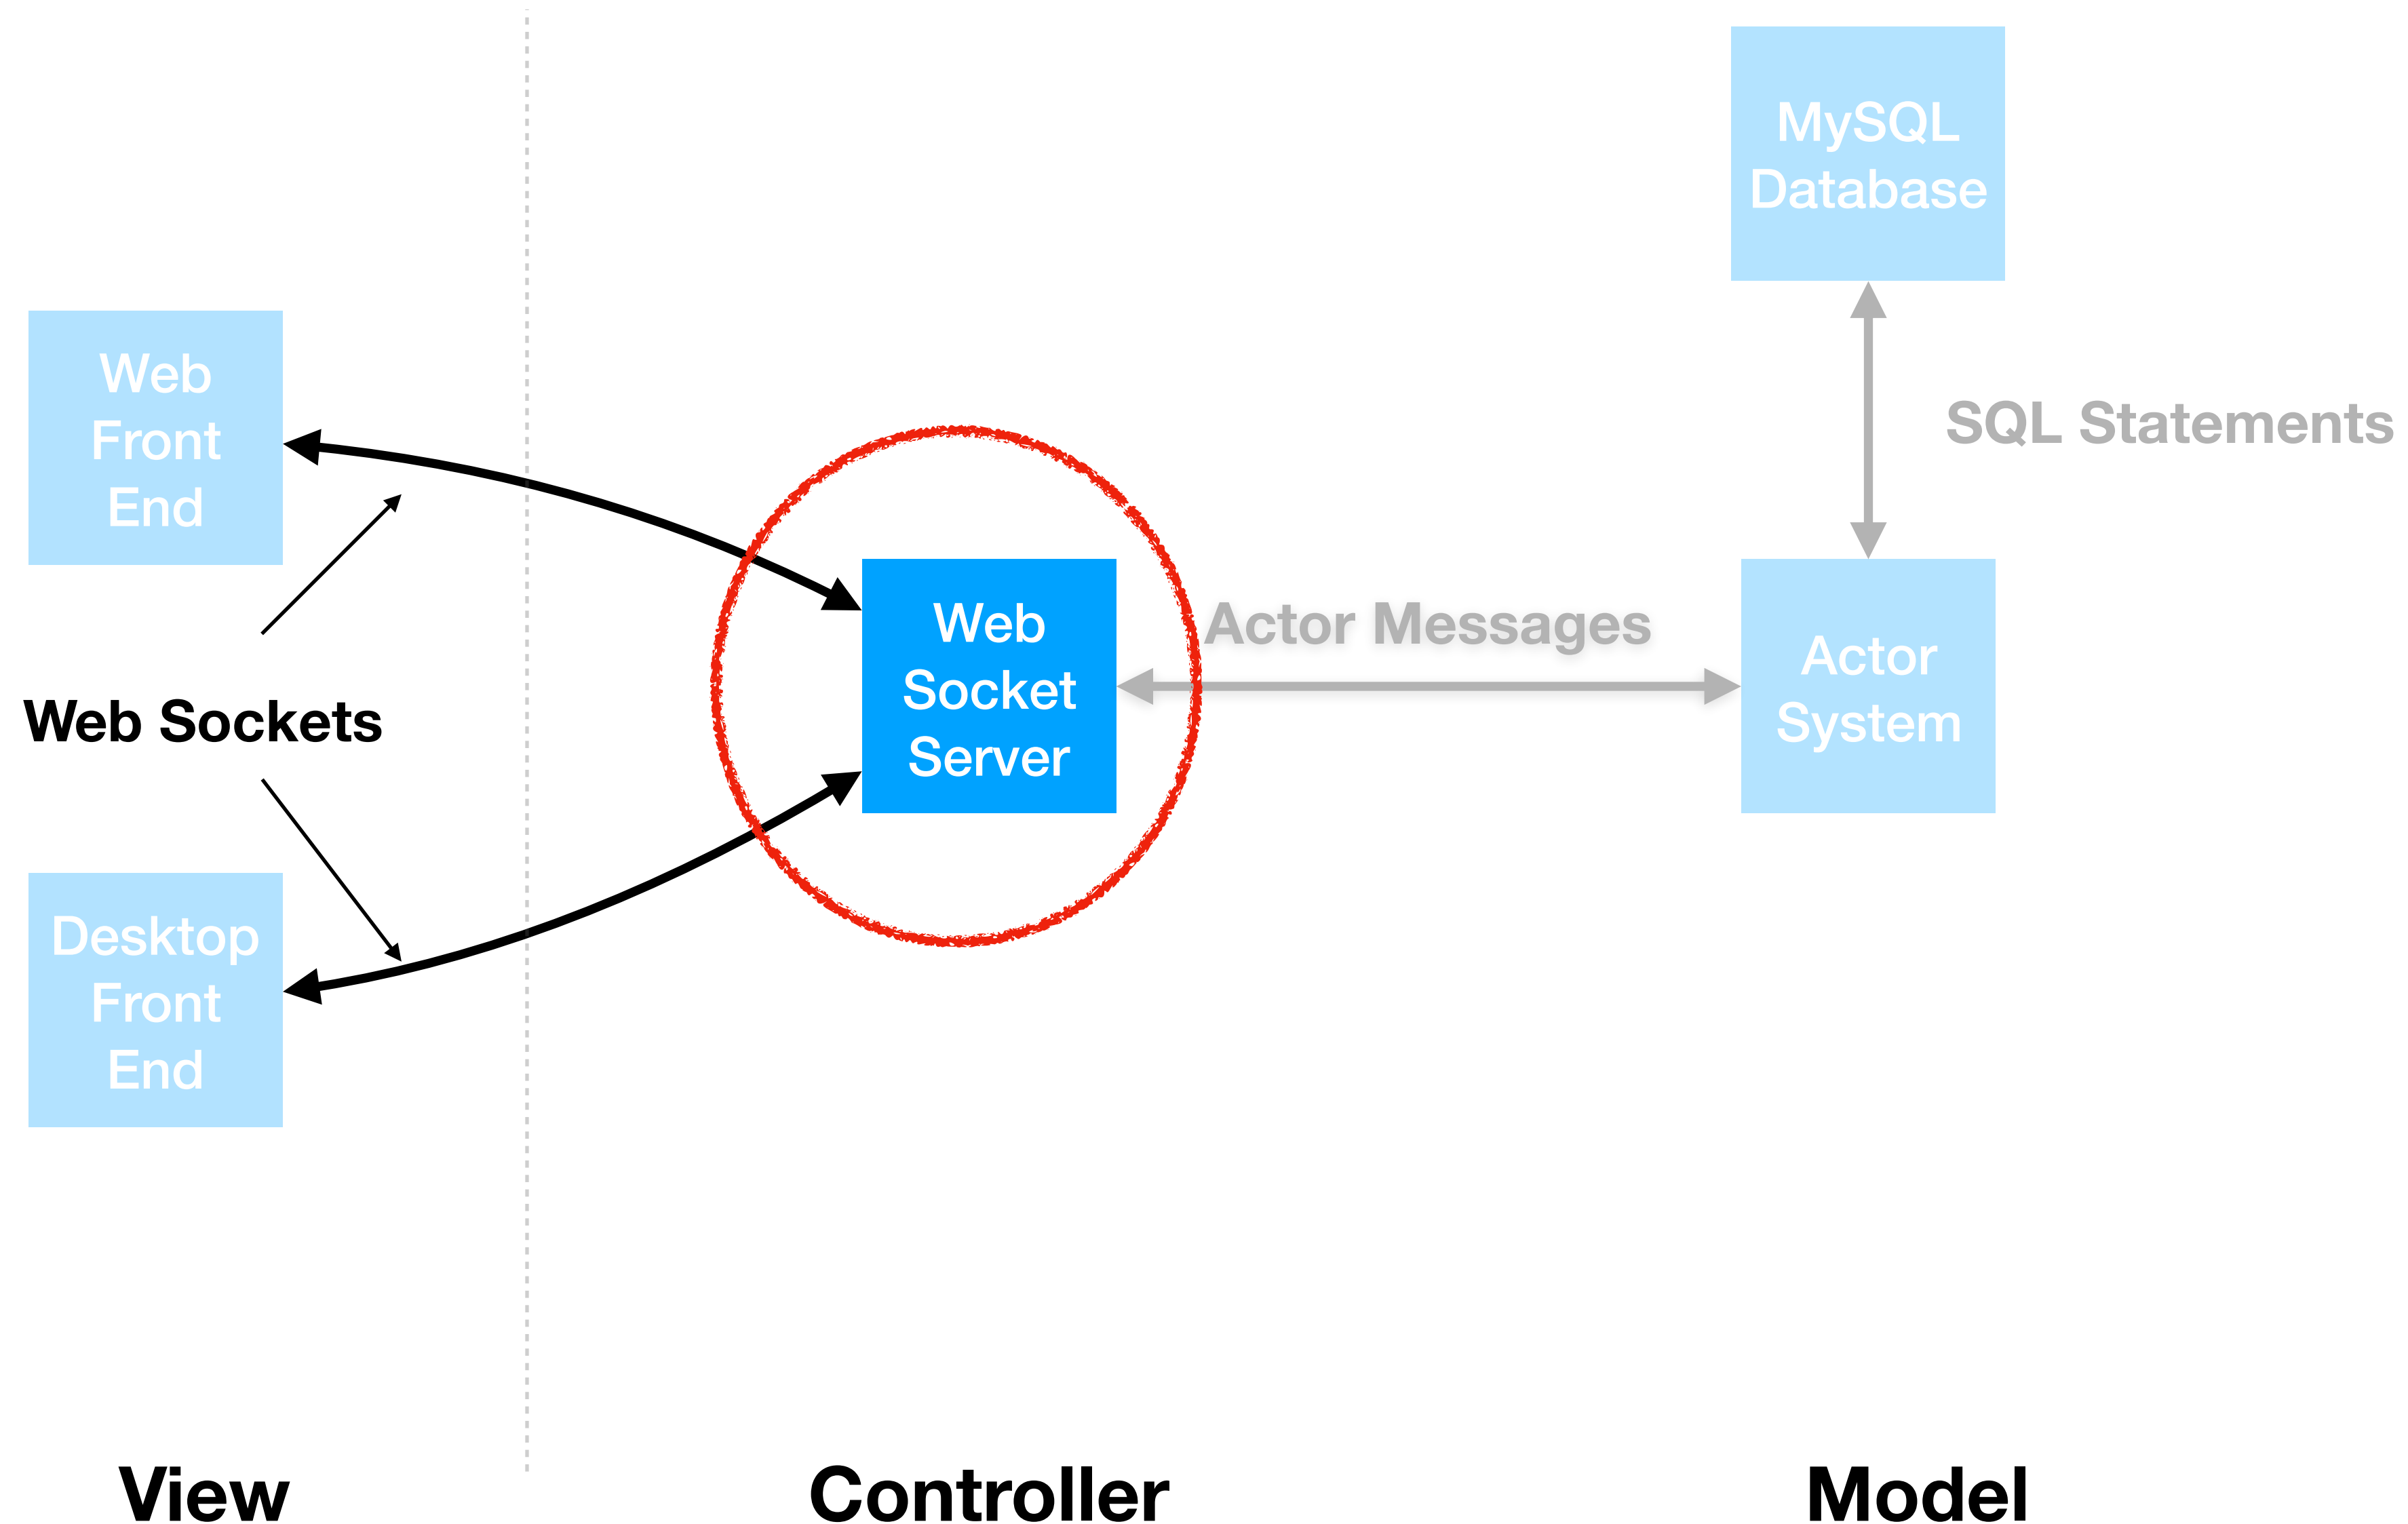 MySQL
Database
Web
Front
End
SQL Statements
Web
Socket
Server
Actor Messages
Actor
System
Web Sockets
Desktop
Front
End
View
Controller
Model